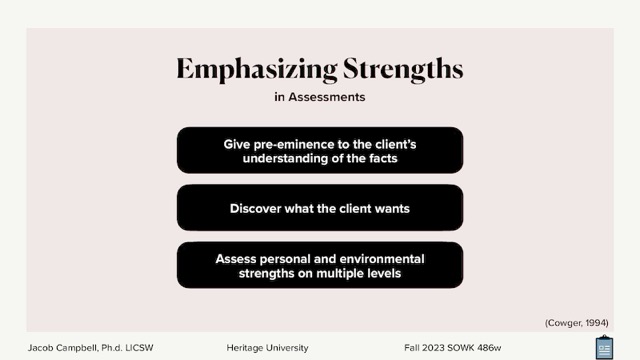 Emphasizing Strengths
in Assessments
Give pre-eminence to the client's
understanding of the facts
Discover what the client wants
Assess personal and environmental
strengths on multiple levels
(Cowger, 1994)
Jacob Campbell, Ph.d. LICSW
Heritage University
Fall 2023 SOWK 486w